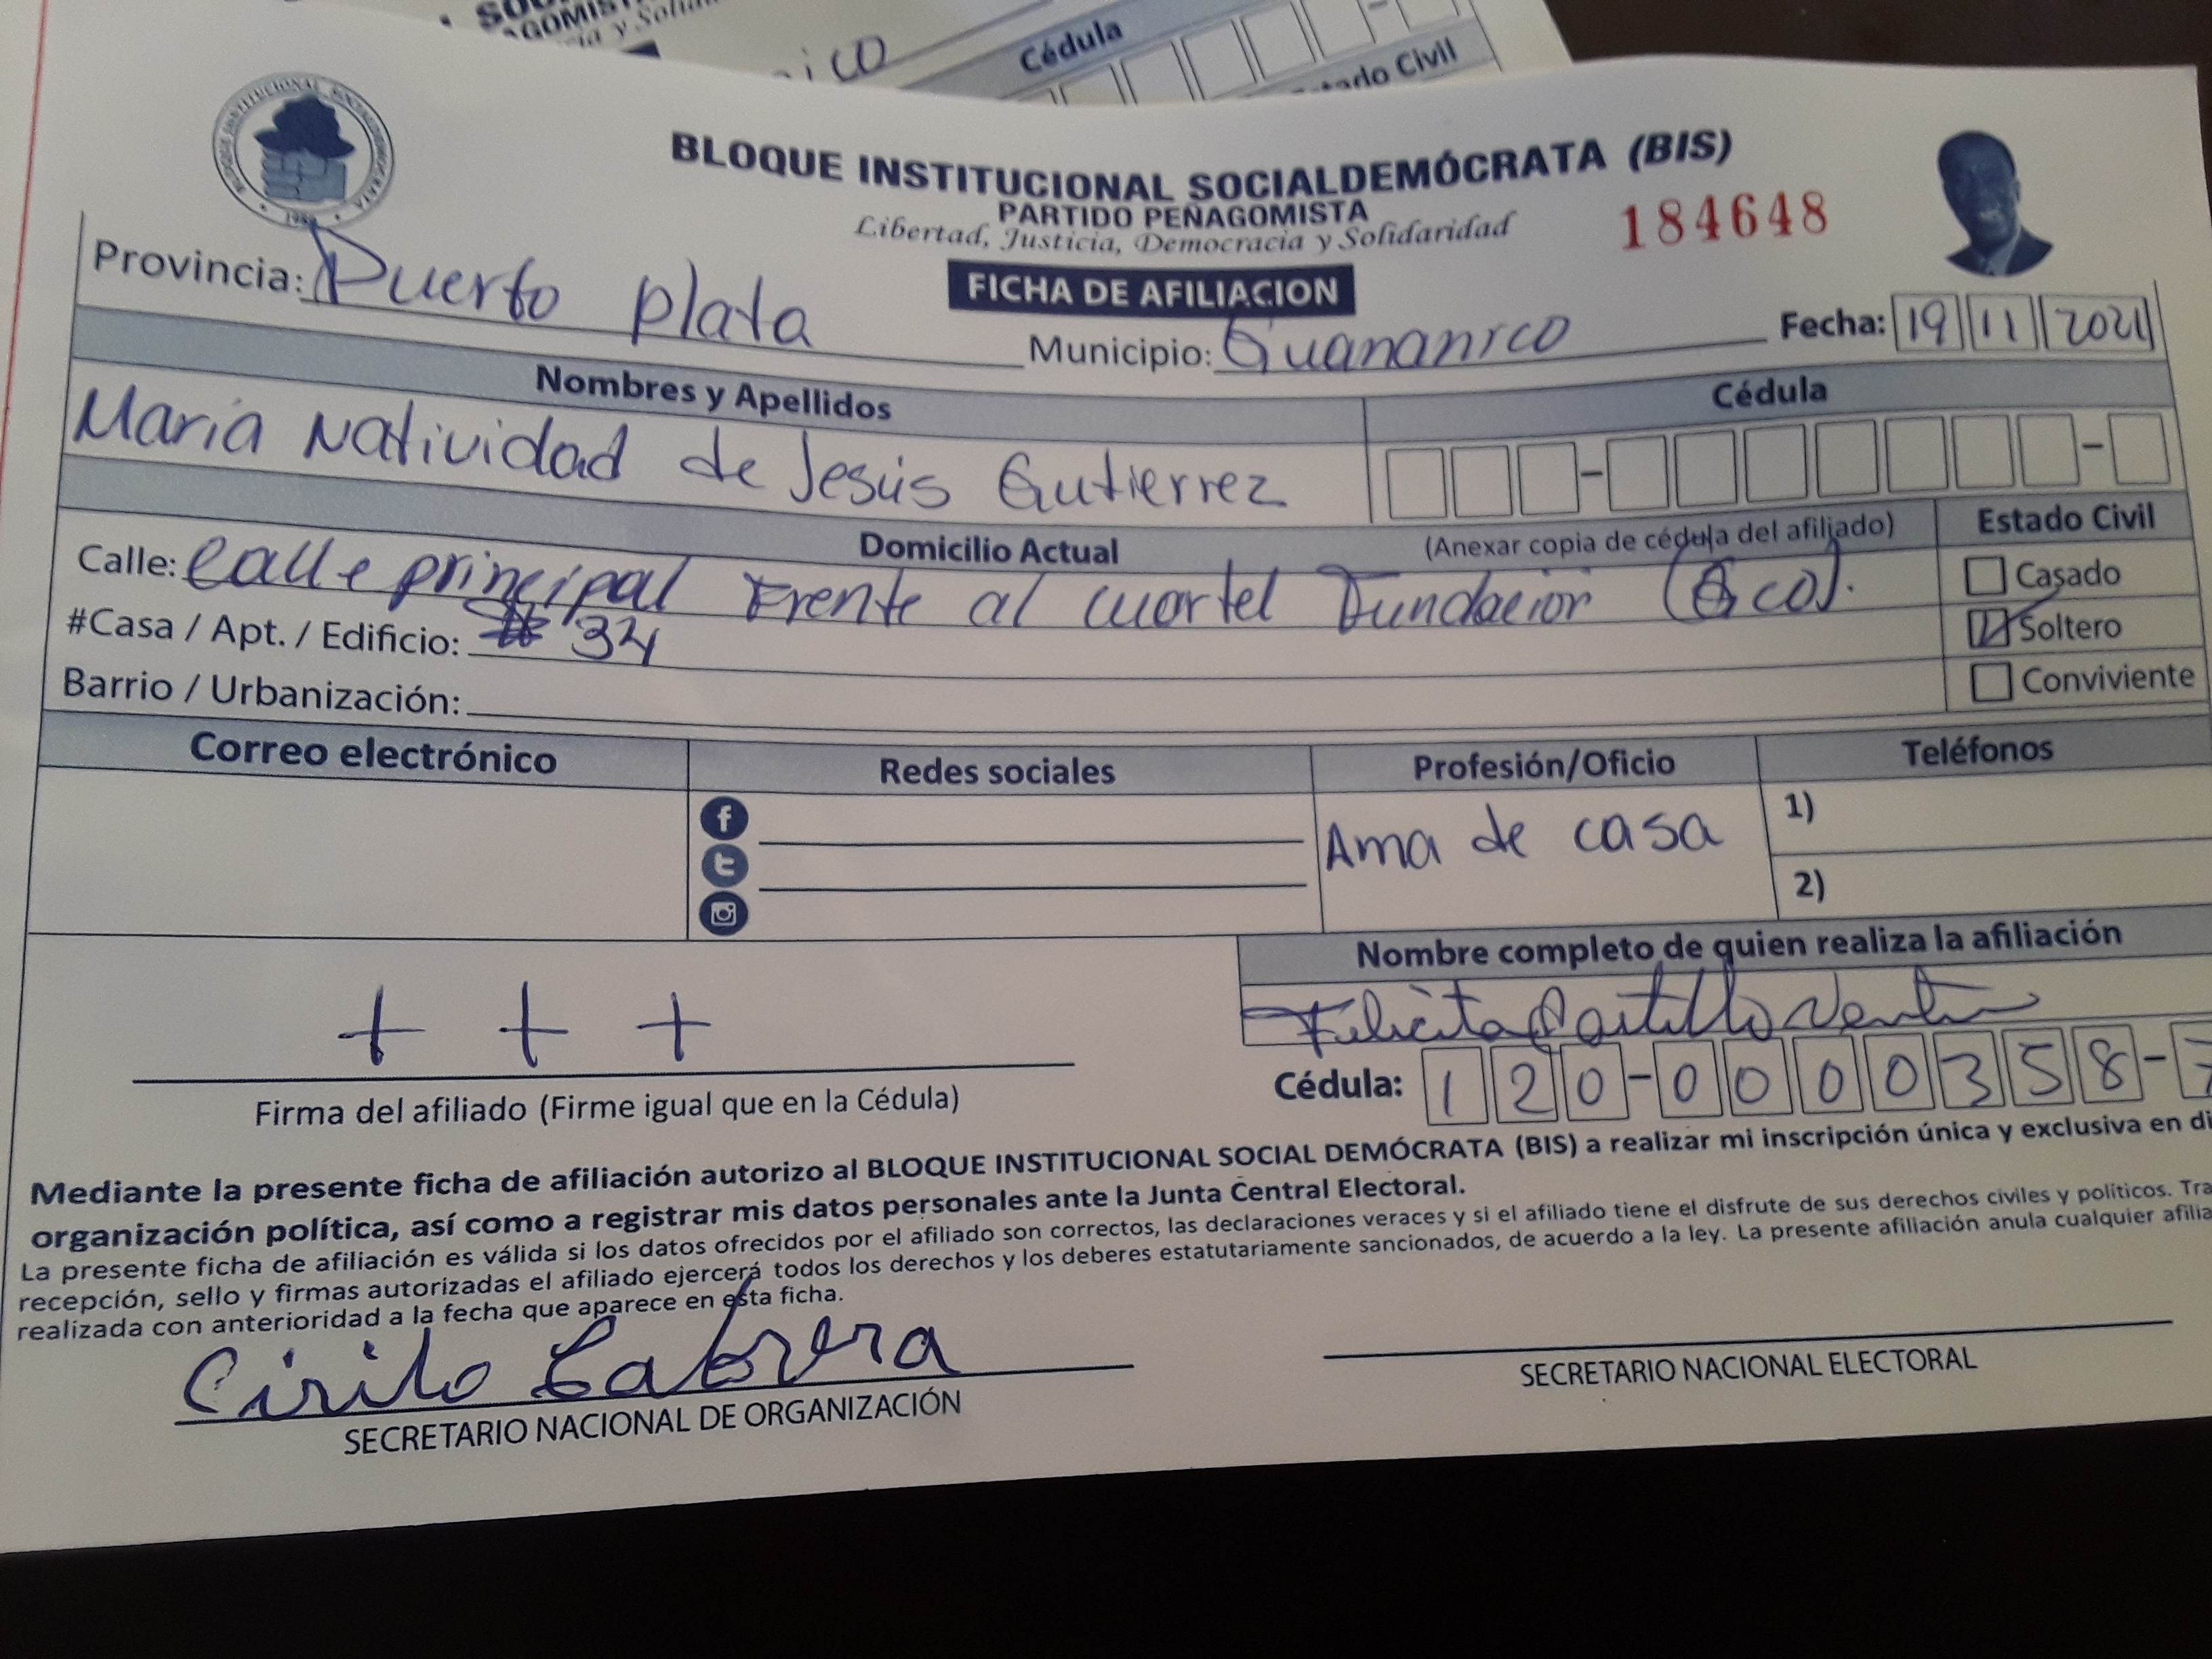 Cédula
BLOQUE INSTITUCIONAL SOCIALDEMÓCRATA (BIS)
PARTIDO PEÑAGOMISTA
Libertad, Justicia, Democracia y Solidaridad
184648
FICHA DE AFILIACION
Provincia: Puerto Plata
Municipio: Guananico
Fecha: 19 11 2021
Nombres y Apellidos
Cédula
Maria Natividad de Jesús Gutierrez
Domicilio Actual
(Anexar copia de cédula del afiliado)
Estado Civil
Calle: Calle principal Frente al cuartel Fundacion (Gco).
Casado
#Casa / Apt. / Edificio: 34
Soltero
Barrio / Urbanización:
Conviviente
Correo electrónico
Redes sociales
Profesión/Oficio
Teléfonos
Ama de casa
1)
2)
Nombre completo de quien realiza la afiliación
+ + +
Felicita Castillo
Firma del afiliado (Firme igual que en la Cédula)
Cédula: 120-0000358-7
Mediante la presente ficha de afiliación autorizo al BLOQUE INSTITUCIONAL SOCIAL DEMÓCRATA (BIS) a realizar mi inscripción única y exclusiva en di
organización política, así como a registrar mis datos personales ante la Junta Central Electoral.
La presente ficha de afiliación es válida si los datos ofrecidos por el afiliado son correctos, las declaraciones veraces y si el afiliado tiene el disfrute de sus derechos civiles y políticos. Tra
recepción, sello y firmas autorizadas el afiliado ejercerá todos los derechos y los deberes estatutariamente sancionados, de acuerdo a la ley. La presente afiliación anula cualquier afilia
realizada con anterioridad a la fecha que aparece en esta ficha.
Cirilo Cabrera
SECRETARIO NACIONAL DE ORGANIZACIÓN
SECRETARIO NACIONAL ELECTORAL